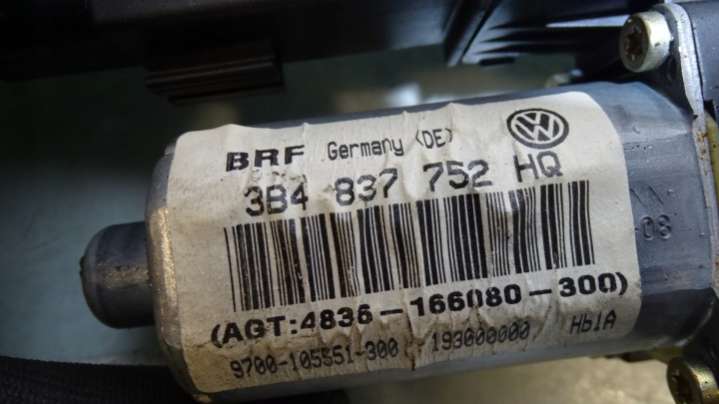 BRF Germany <DE>
3B4 837 752 HQ
(AGT:4836-166080-300)
9700-105551-300 193000000 Hb1A